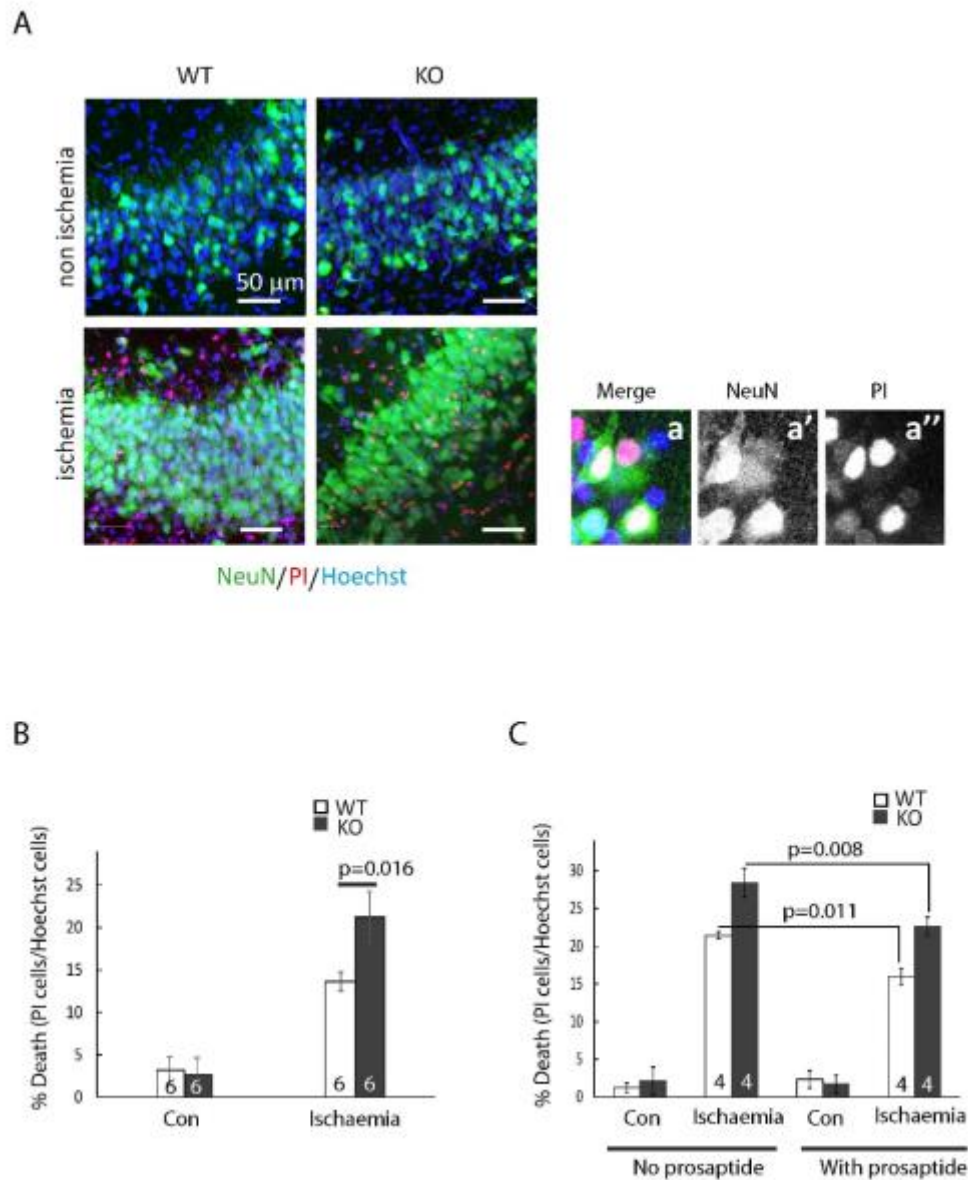 A
WT KO
non ischemia
50 µm
ischemia
Merge NeuN PI
a a' a''
NeuN/PI/Hoechst
B
WT
KO
% Death (PI cells/Hoechst cells)
p=0.016
25
20
15
10
5
0
6 6 6 6
Con Ischaemia
C
WT
KO
% Death (PI cells/Hoechst cells)
p=0.008
p=0.011
30
25
20
15
10
5
0
4 4 4 4
Con Ischaemia Con Ischaemia
No prosaptide With prosaptide